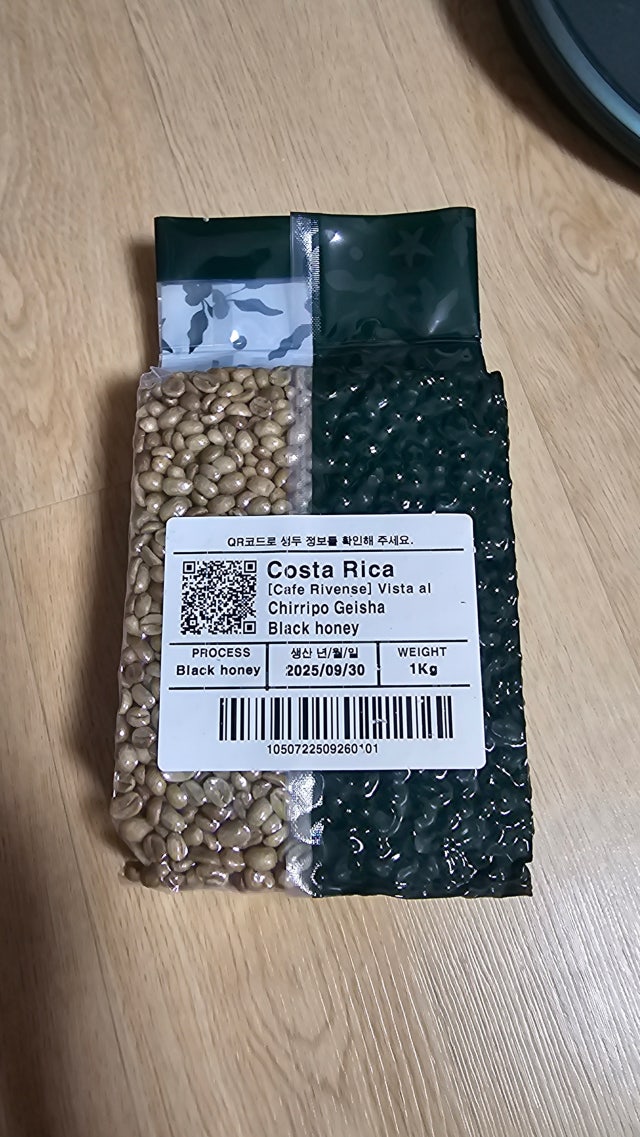 QR코드로 생두 정보를 확인해 주세요.
Costa Rica
[Cafe Rivense] Vista al
Chirripo Geisha
Black honey
PROCESS
Black honey
생산 년/월/일
2025/09/30
WEIGHT
1Kg
1050722509260101